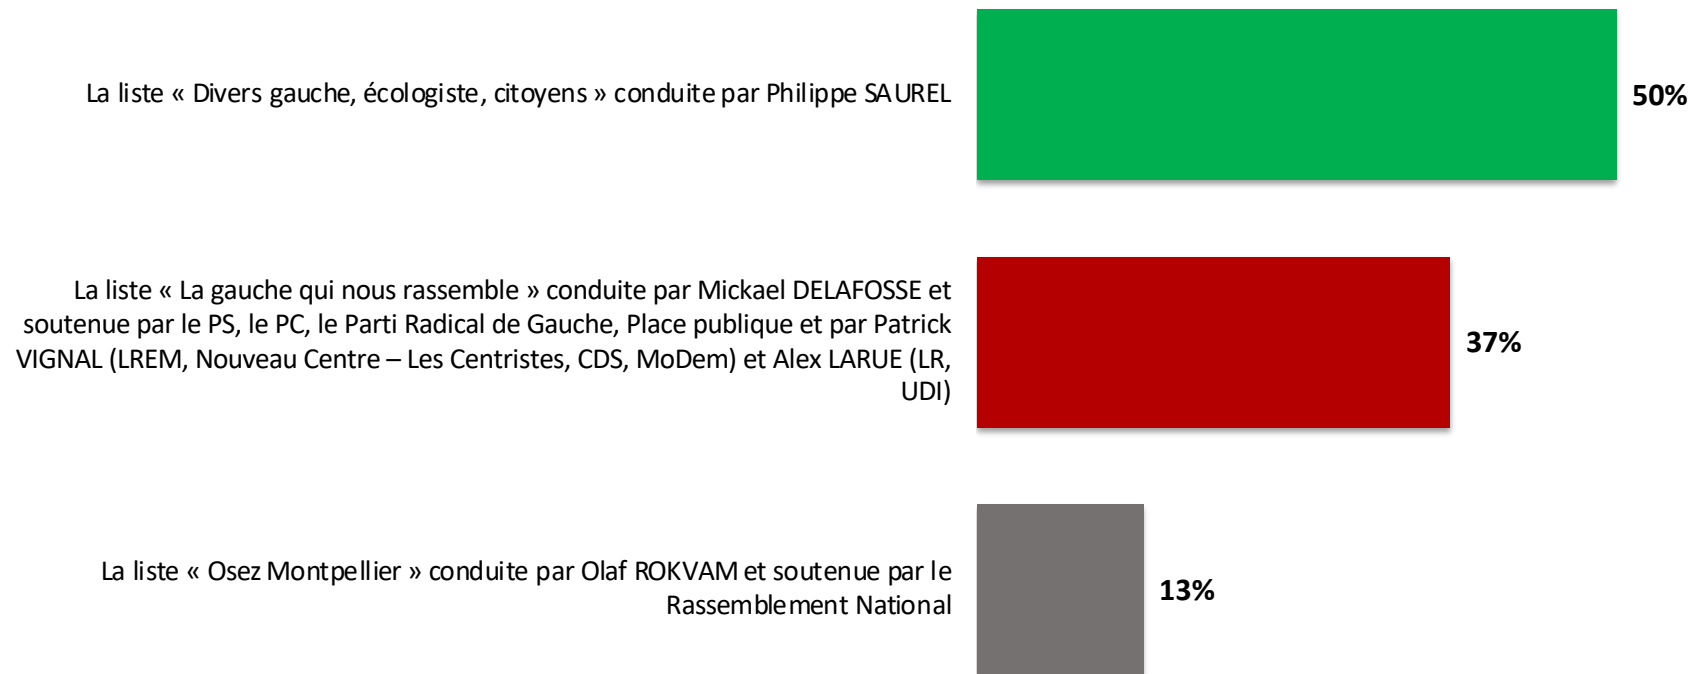 La liste « Divers gauche, écologiste, citoyens » conduite par Philippe SAUREL
50%
La liste « La gauche qui nous rassemble » conduite par Mickael DELAFOSSE et
soutenue par le PS, le PC, le Parti Radical de Gauche, Place publique et par Patrick
VIGNAL (LREM, Nouveau Centre – Les Centristes, CDS, MoDem) et Alex LARUE (LR,
UDI)
37%
La liste « Osez Montpellier » conduite par Olaf ROKVAM et soutenue par le
Rassemblement National
13%